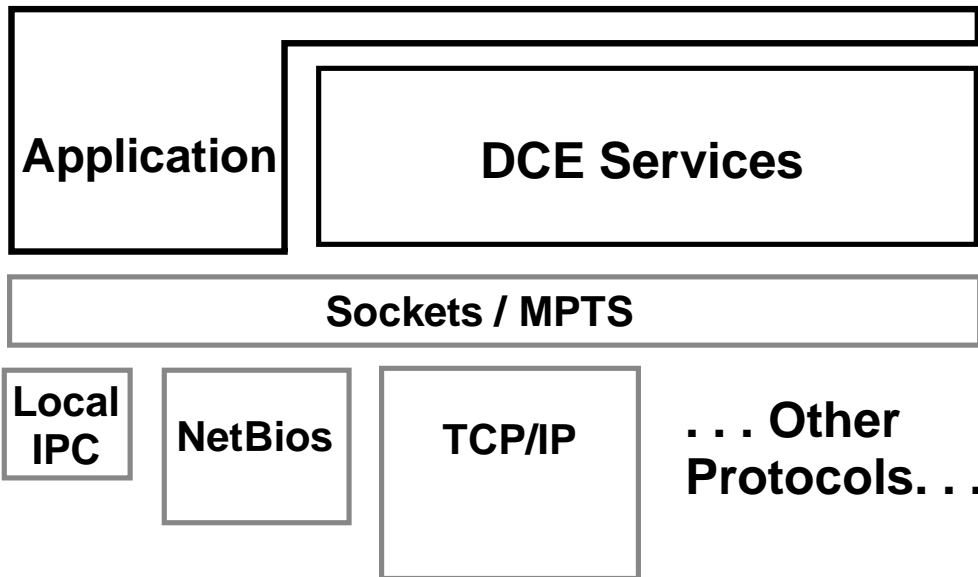 Application
DCE Services
Sockets / MPTS
Local
IPC
NetBios
TCP/IP
. . . Other
Protocols. . .